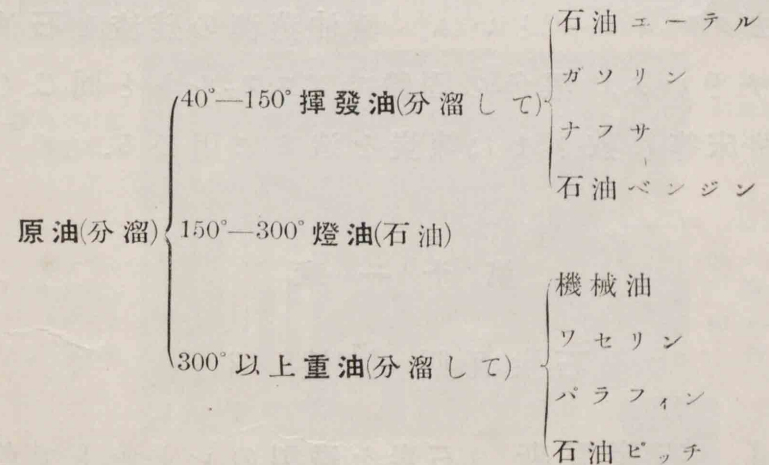 原油(分溜)
40°—150°揮發油(分溜して)
石油エーテル
ガソリン
ナフサ
石油ベンジン
150°—300°燈油(石油)
300°以上重油(分溜して)
機械油
ワセリン
パラフィン
石油ピッチ